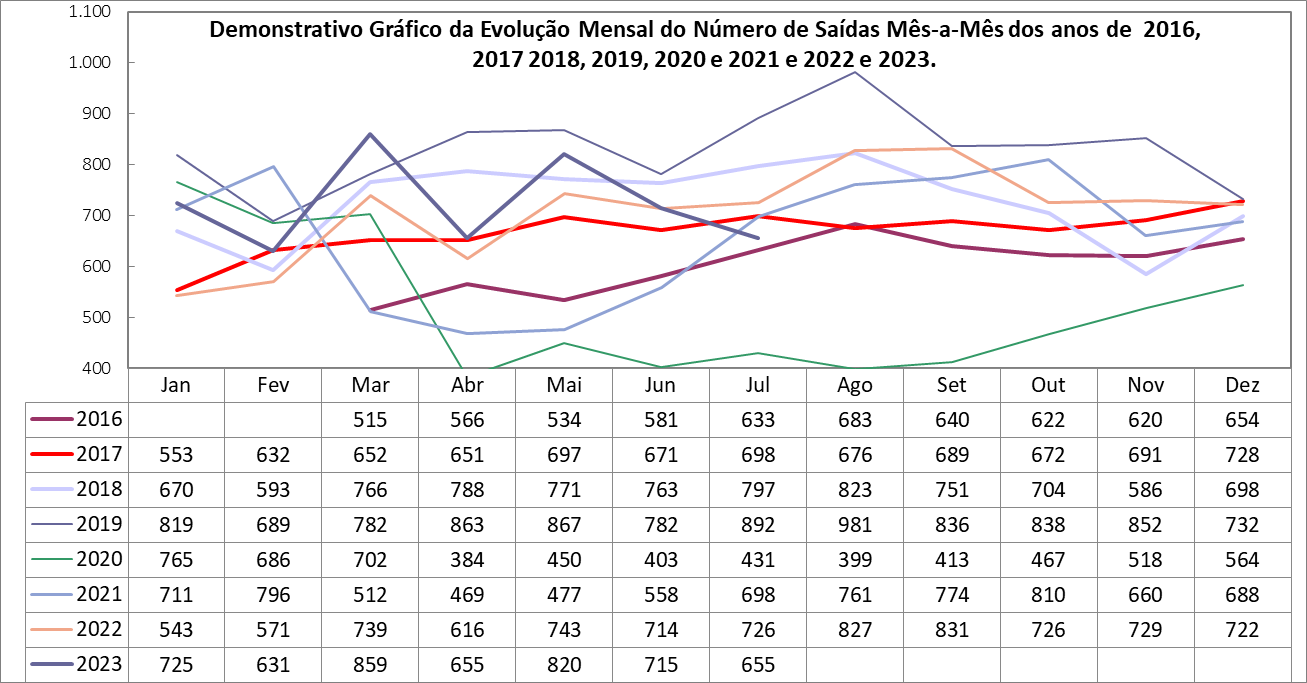 Demonstrativo Gráfico da Evolução Mensal do Número de Saídas Mês-a-Mês dos anos de 2016,
2017 2018, 2019, 2020 e 2021 e 2022 e 2023.
1.100
1.000
900
800
700
600
500
400
Jan Fev Mar Abr Mai Jun Jul Ago Set Out Nov Dez
2016 515 566 534 581 633 683 640 622 620 654
2017 553 632 652 651 697 671 698 676 689 672 691 728
2018 670 593 766 788 771 763 797 823 751 704 586 698
2019 819 689 782 863 867 782 892 981 836 838 852 732
2020 765 686 702 384 450 403 431 399 413 467 518 564
2021 711 796 512 469 477 558 698 761 774 810 660 688
2022 543 571 739 616 743 714 726 827 831 726 729 722
2023 725 631 859 655 820 715 655